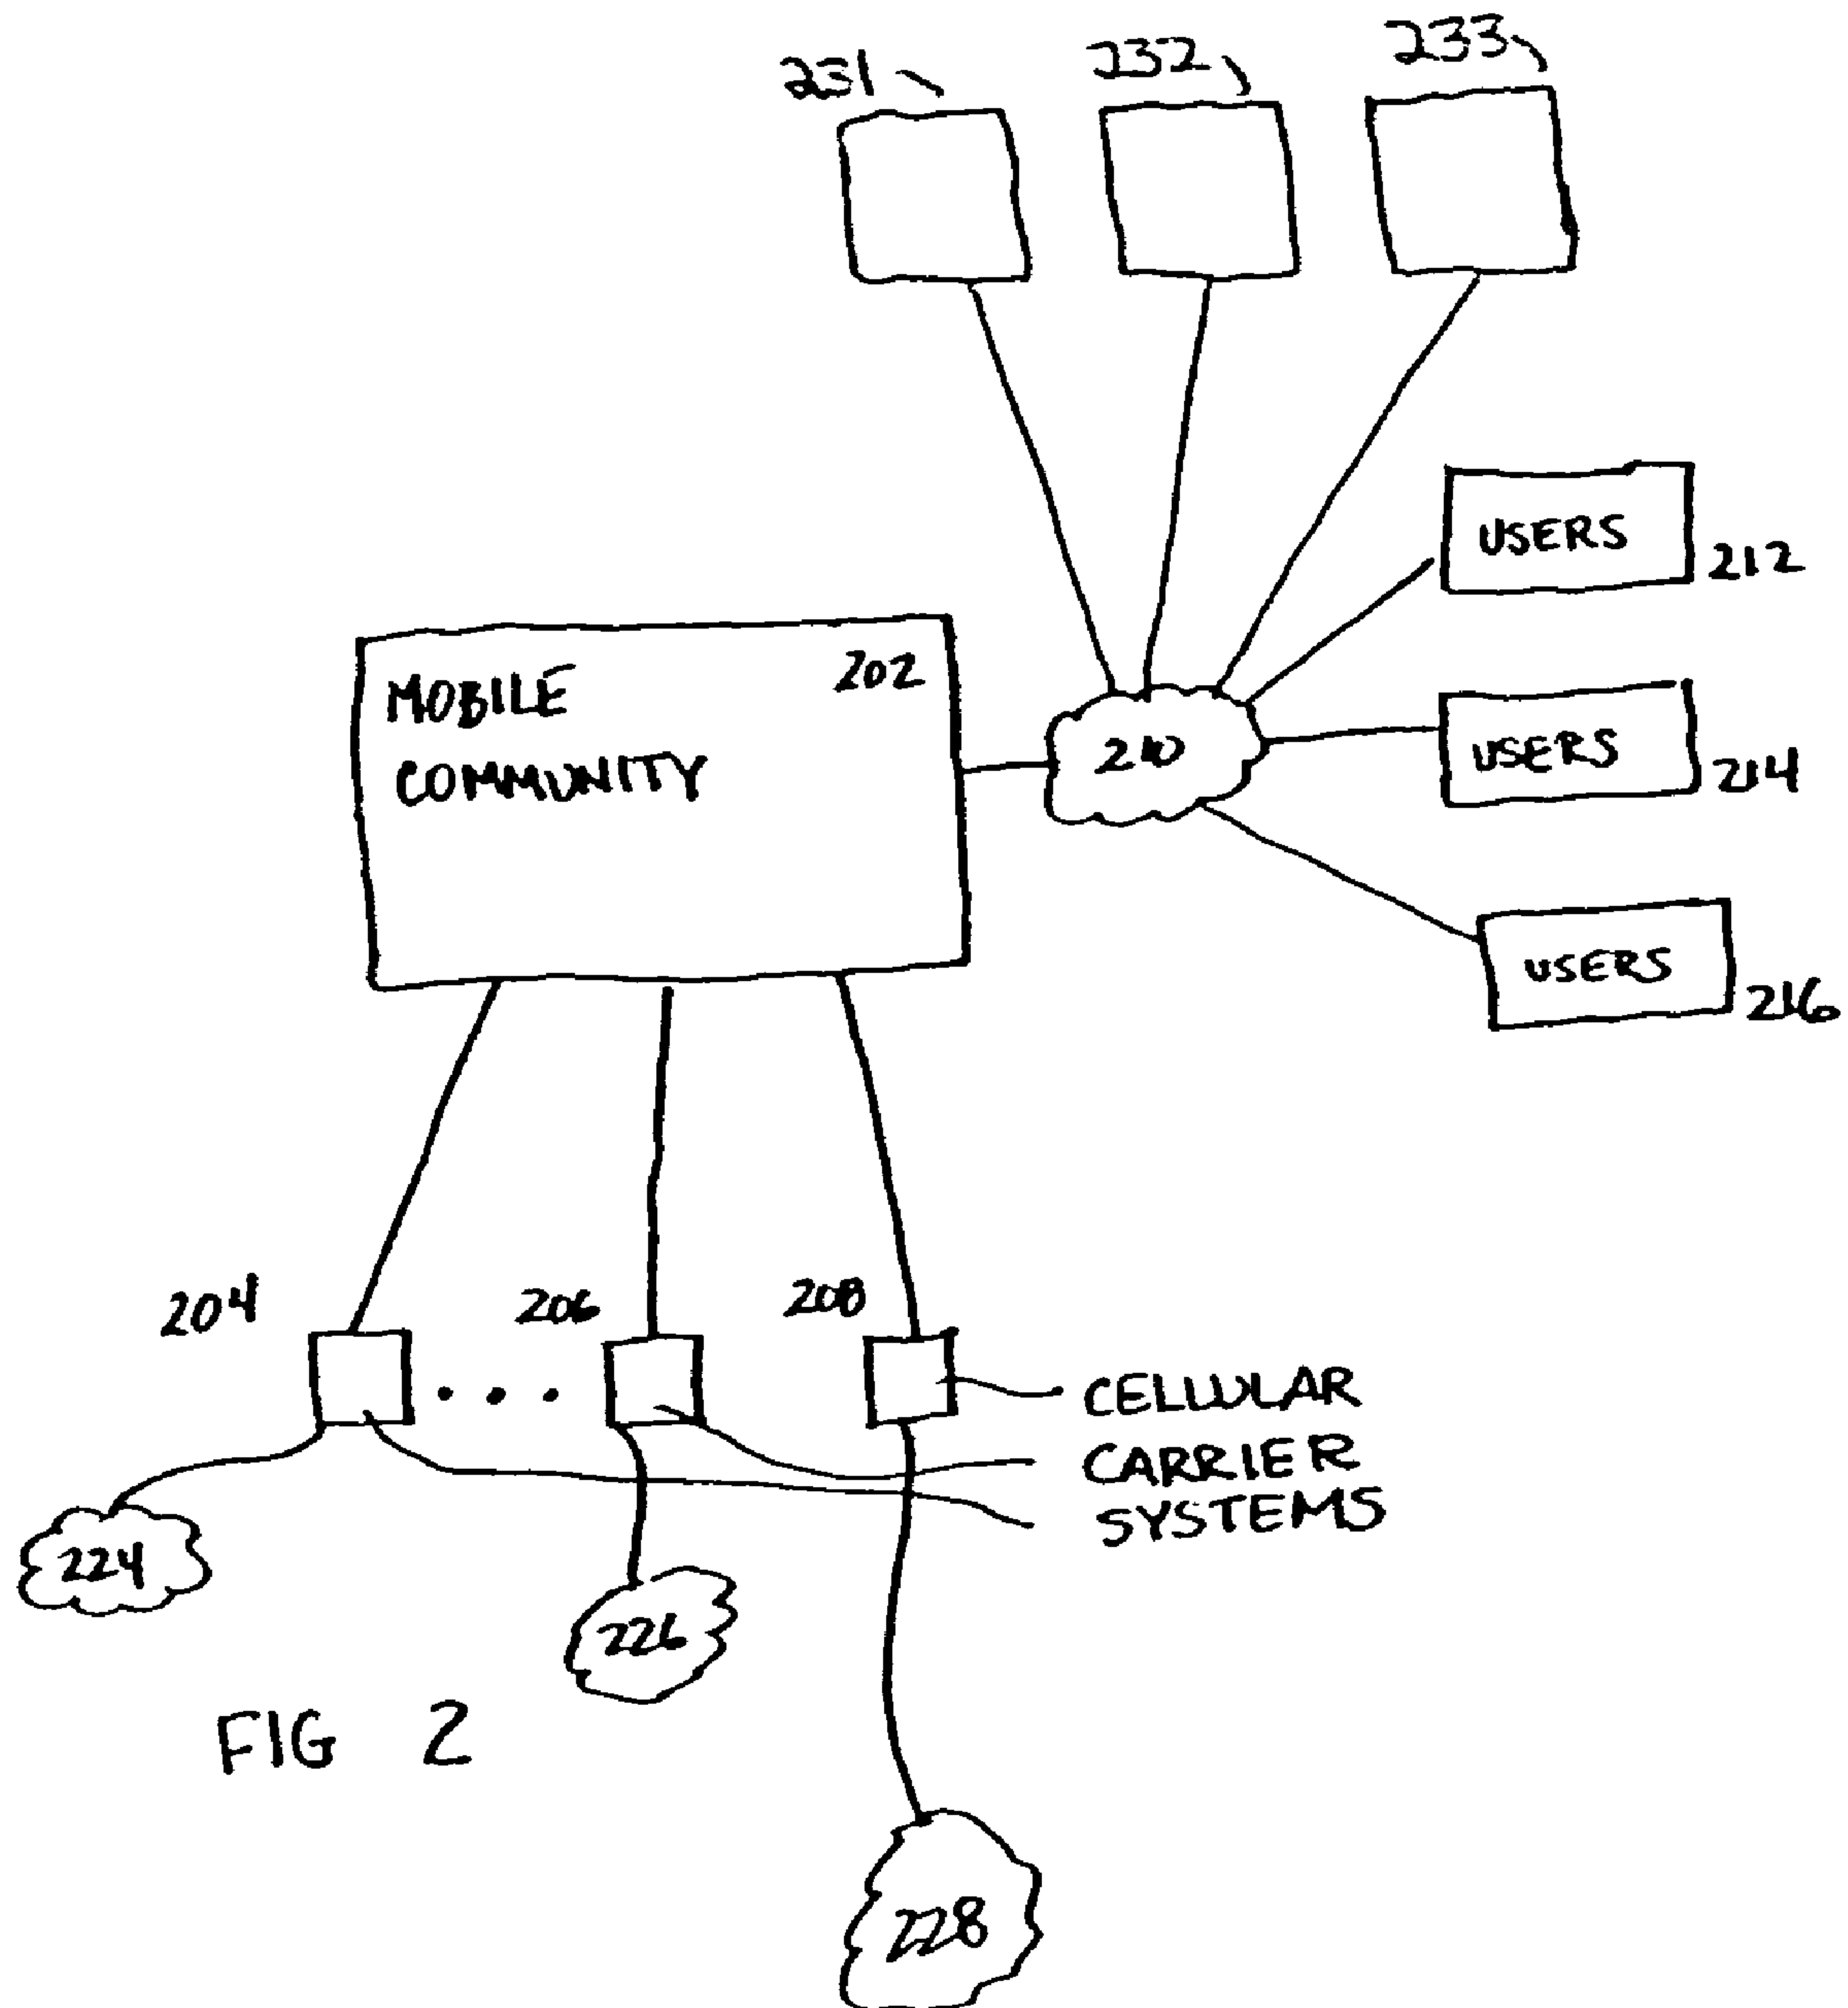 231
232
233
USERS
212
MOBILE
202
COMMUNITY
210
USERS
214
USERS
216
204
206
208
CELLULAR
CARRIER
SYSTEMS
224
226
FIG 2
228